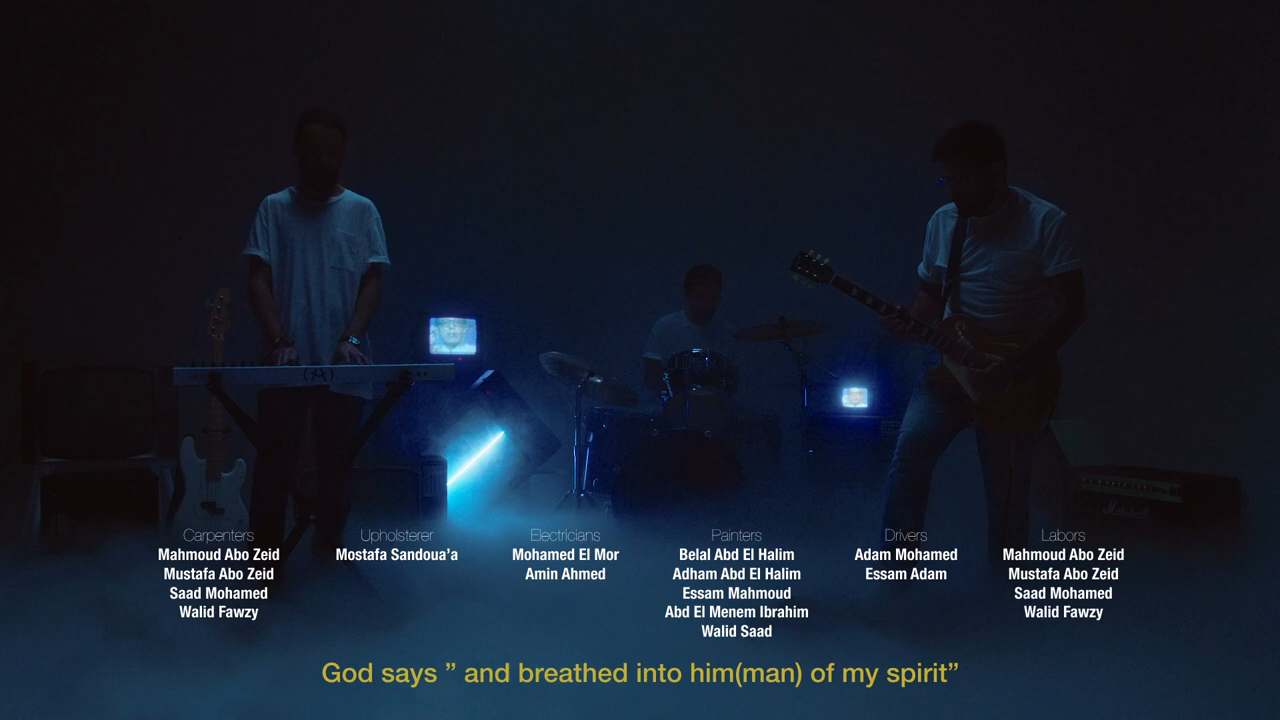 (A)
Marshall
Carpenters
Mahmoud Abo Zeid
Mustafa Abo Zeid
Saad Mohamed
Walid Fawzy
Upholsterer
Mostafa Sandoua’a
Electricians
Mohamed El Mor
Amin Ahmed
Painters
Belal Abd El Halim
Adham Abd El Halim
Essam Mahmoud
Abd El Menem Ibrahim
Walid Saad
Drivers
Adam Mohamed
Essam Adam
Labors
Mahmoud Abo Zeid
Mustafa Abo Zeid
Saad Mohamed
Walid Fawzy
God says ” and breathed into him(man) of my spirit”